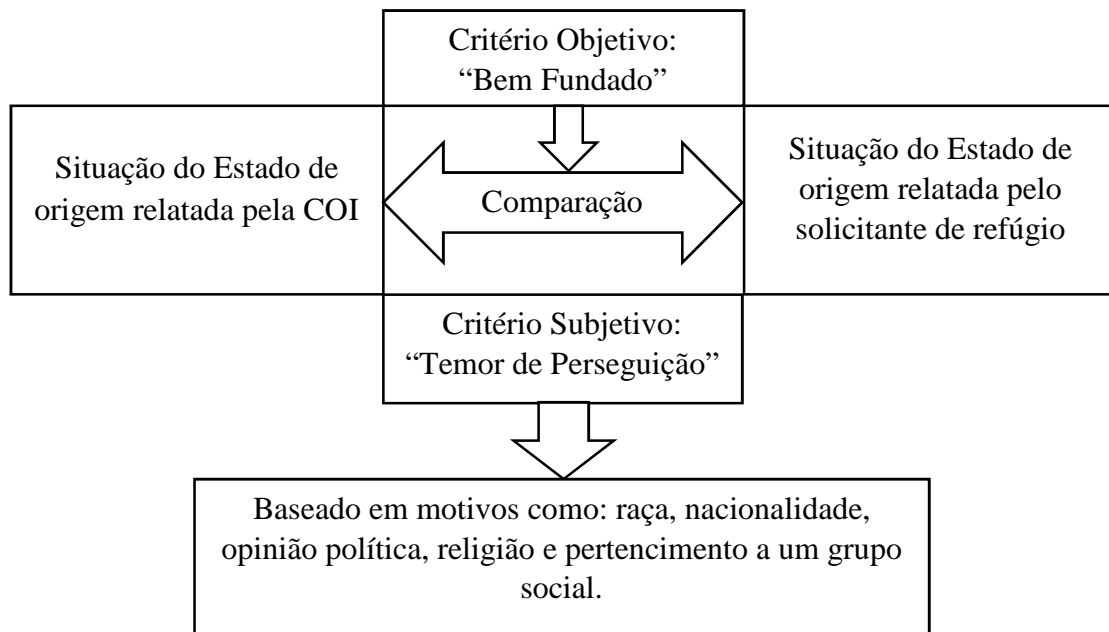 Critério Objetivo:
“Bem Fundado”
Situação do Estado de
origem relatada pela COI
Comparação
Situação do Estado de
origem relatada pelo
solicitante de refúgio
Critério Subjetivo:
“Temor de Perseguição”
Baseado em motivos como: raça, nacionalidade,
opinião política, religião e pertencimento a um grupo
social.